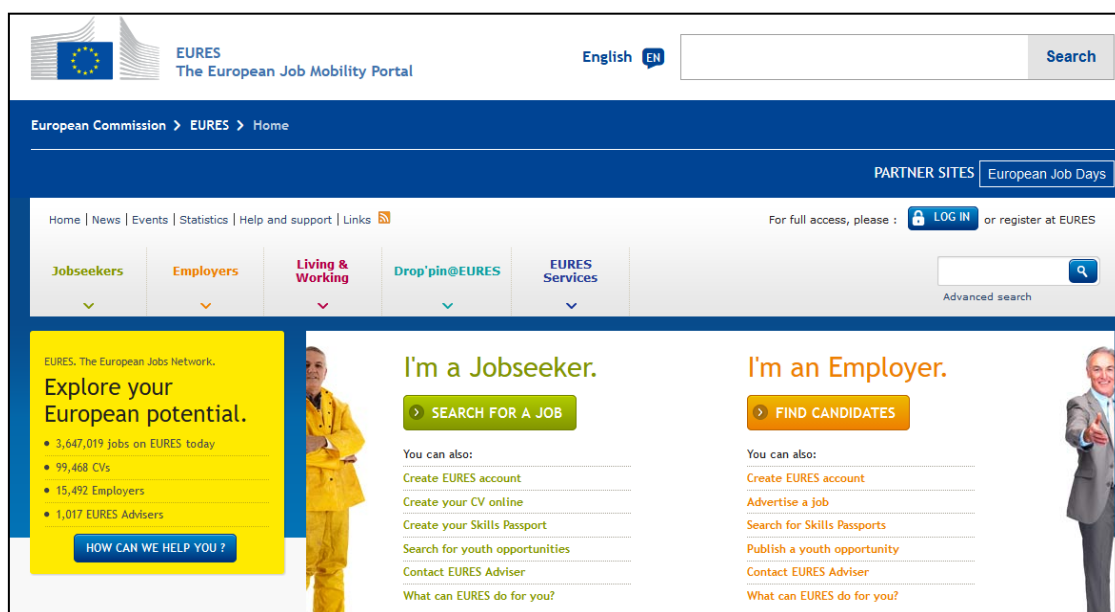 EURES
The European Job Mobility Portal
English EN
Search
European Commission > EURES > Home
PARTNER SITES European Job Days
Home | News | Events | Statistics | Help and support | Links
For full access, please : LOG IN or register at EURES
Jobseekers
Employers
Living &
Working
Drop'pin@EURES
EURES
Services
Advanced search
EURES. The European Jobs Network.
Explore your
European potential.
• 3,647,019 jobs on EURES today
• 99,468 CVs
• 15,492 Employers
• 1,017 EURES Advisers
HOW CAN WE HELP YOU ?
I'm a Jobseeker.
SEARCH FOR A JOB
You can also:
Create EURES account
Create your CV online
Create your Skills Passport
Search for youth opportunities
Contact EURES Adviser
What can EURES do for you?
I'm an Employer.
FIND CANDIDATES
You can also:
Create EURES account
Advertise a job
Search for Skills Passports
Publish a youth opportunity
Contact EURES Adviser
What can EURES do for you?